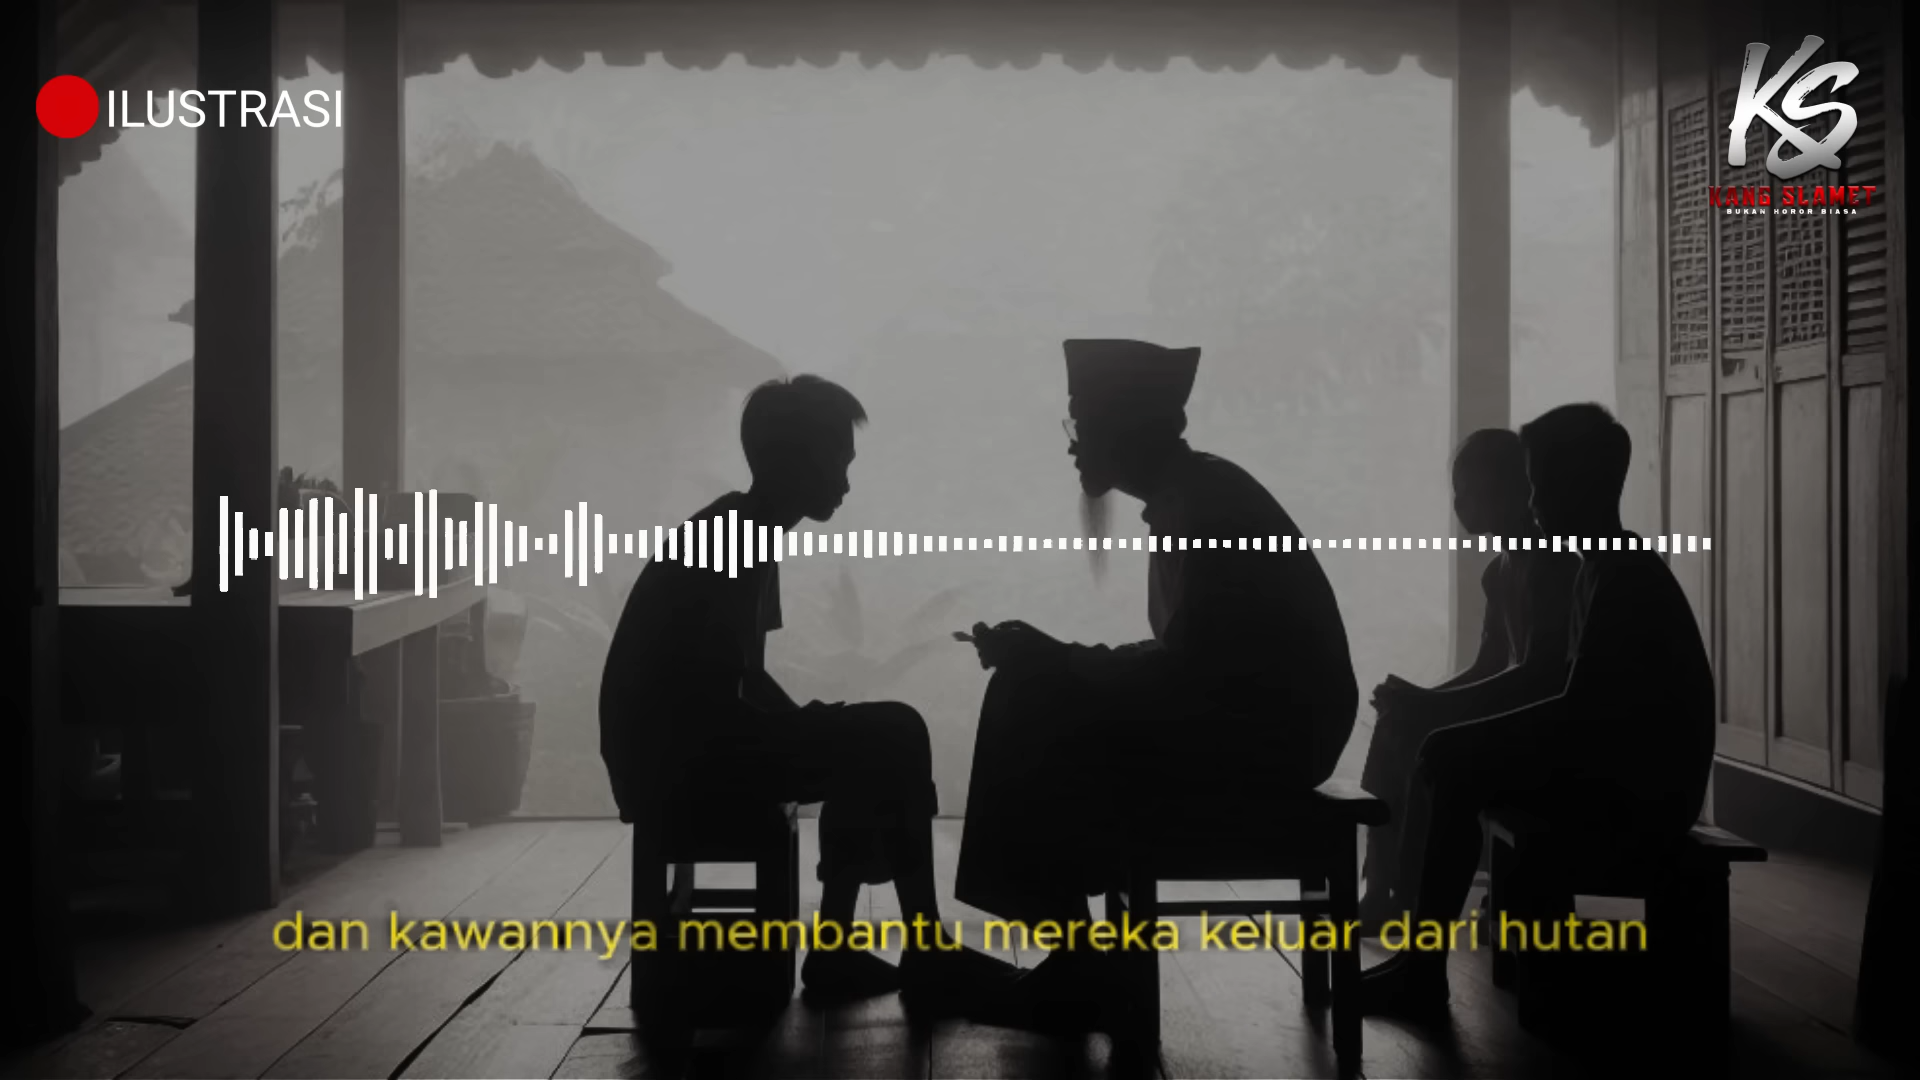 ILUSTRASI
KS
KANG SLAMET
BUKAN HOROR BIASA
dan kawannya membantu mereka keluar dari hutan